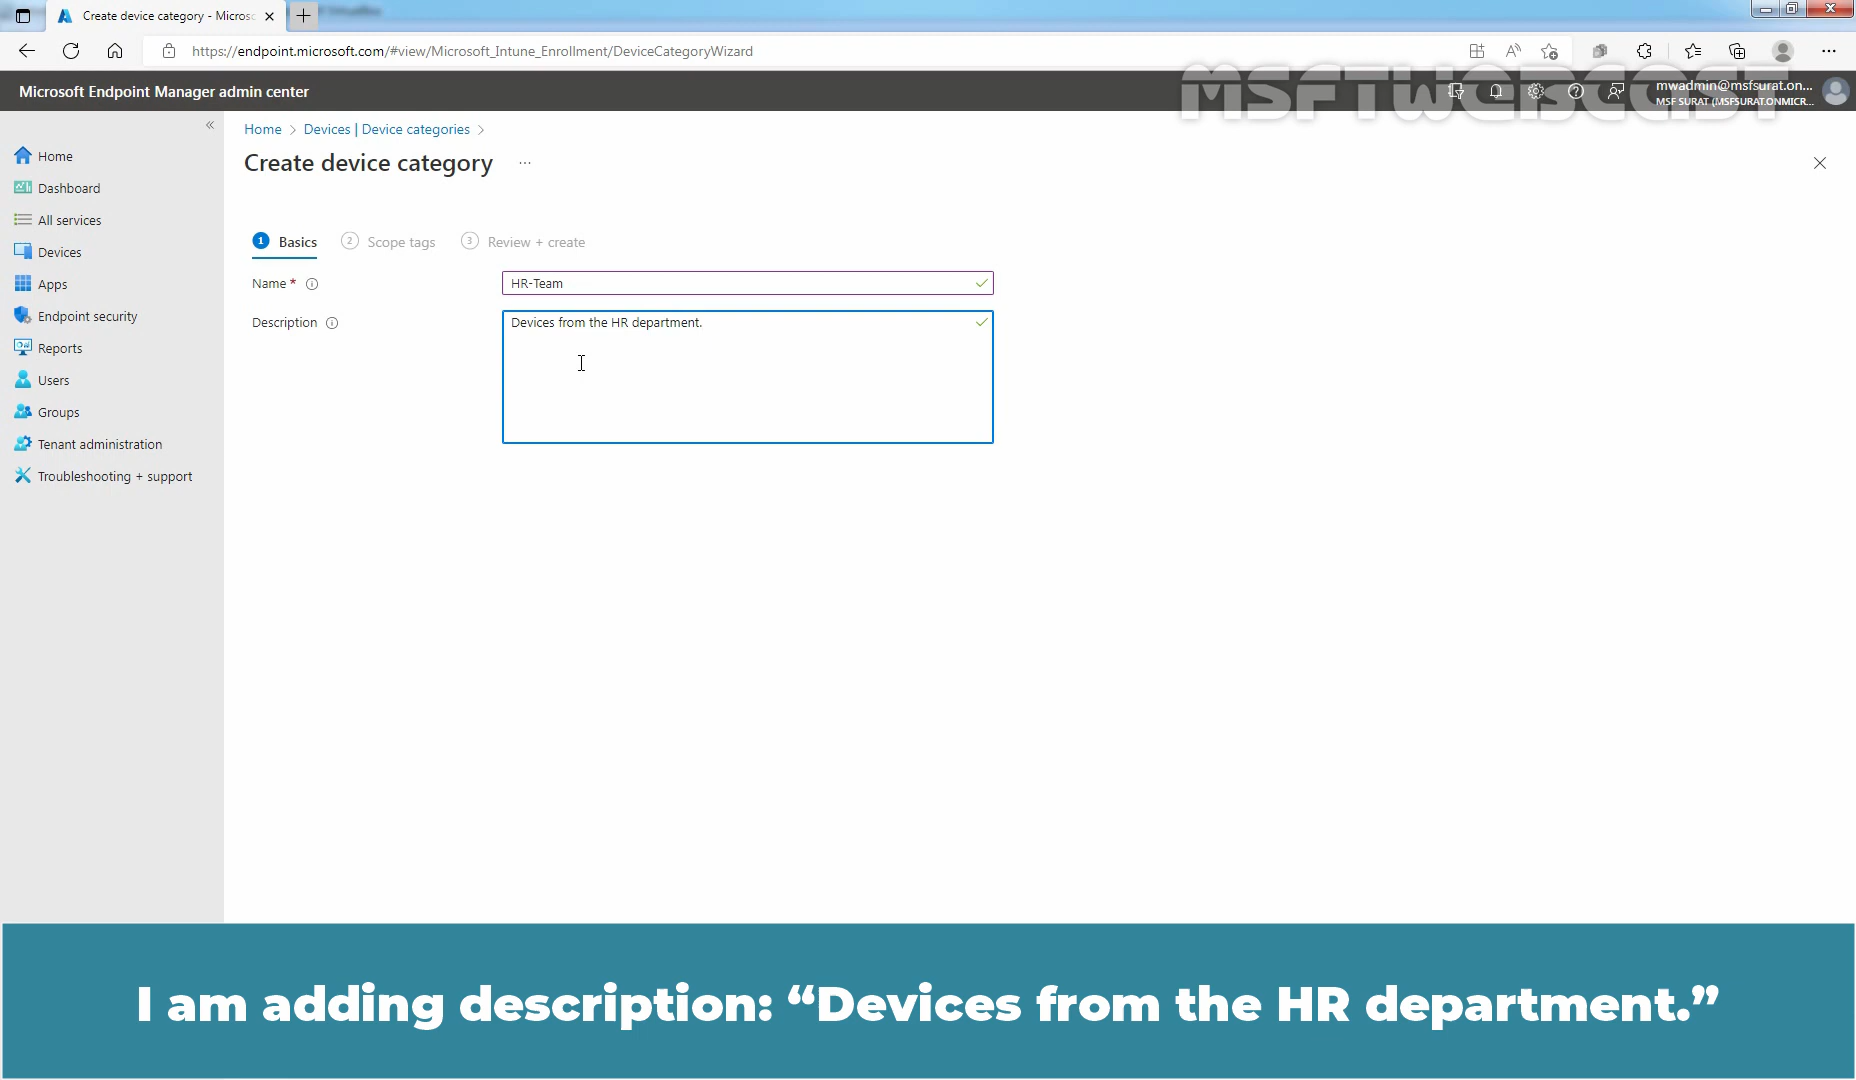 Create device category - Microsc
https://endpoint.microsoft.com/#view/Microsoft_Intune_Enrollment/DeviceCategoryWizard
MSFTWEBCAST
Microsoft Endpoint Manager admin center
mwadmin@msfsurat.on...
MSF SURAT (MSFSURAT.ONMICR...
Home > Devices | Device categories >
Create device category ...
Home
Dashboard
All services
Devices
Apps
Endpoint security
Reports
Users
Groups
Tenant administration
Troubleshooting + support
1 Basics 2 Scope tags 3 Review + create
Name * HR-Team
Description Devices from the HR department.
I am adding description: “Devices from the HR department.”